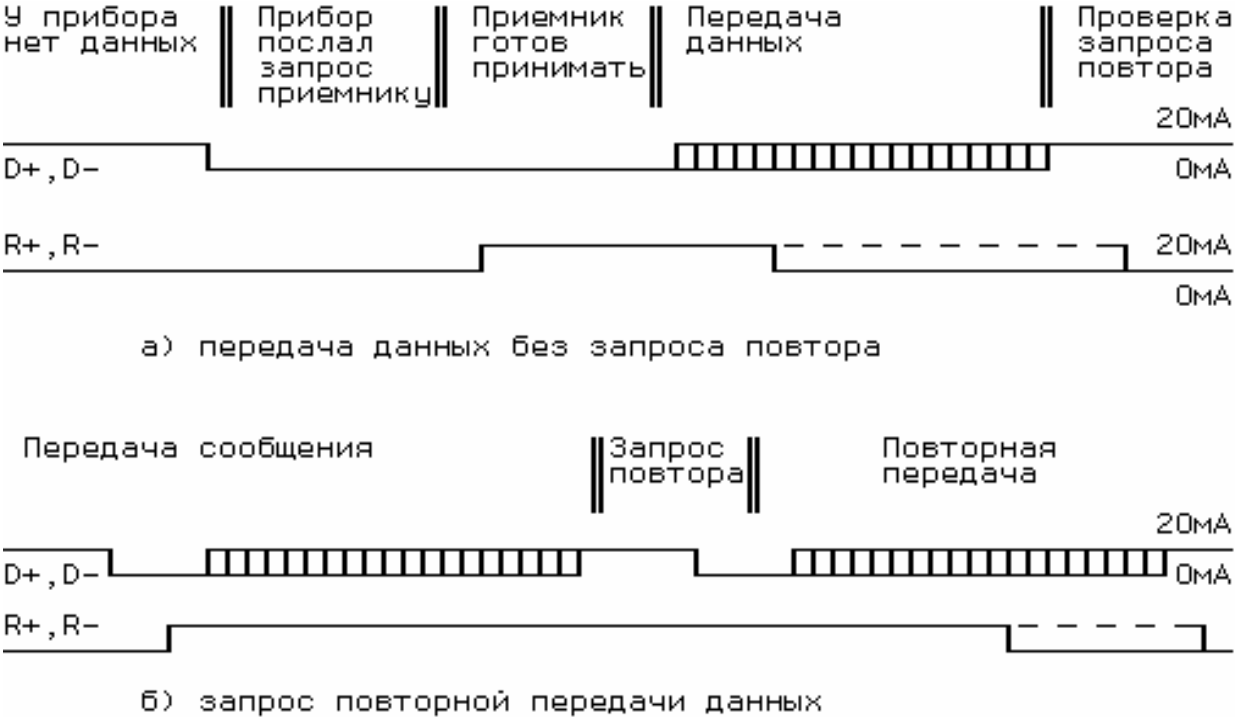 У прибора
нет данных
Прибор
послал
запрос
приемнику
Приемник
готов
принимать
Передача
данных
Проверка
запроса
повтора
20мА
D+,D-
0мА
R+,R-
20мА
0мА
а) передача данных без запроса повтора
Передача сообщения
Запрос
повтора
Повторная
передача
20мА
D+,D-
0мА
R+,R-
б) запрос повторной передачи данных